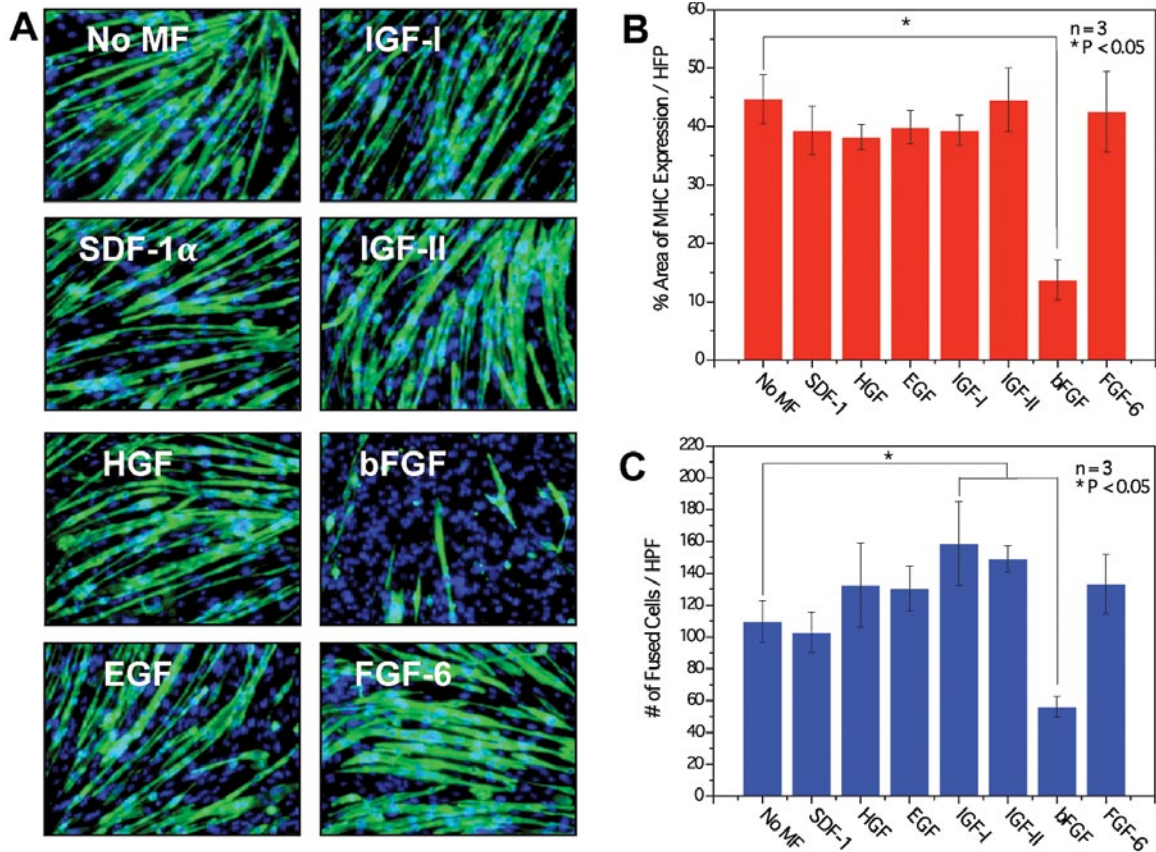 A
No MF
IGF-I
SDF-1α
IGF-II
HGF
bFGF
EGF
FGF-6
B
% Area of MHC Expression / HFP
60
50
40
30
20
10
0
*
n = 3
* P < 0.05
No MF
SDF-1
HGF
EGF
IGF-I
IGF-II
bFGF
FGF-6
C
# of Fused Cells / HPF
220
200
180
160
140
120
100
80
60
40
20
0
*
n = 3
* P < 0.05
No MF
SDF-1
HGF
EGF
IGF-I
IGF-II
bFGF
FGF-6